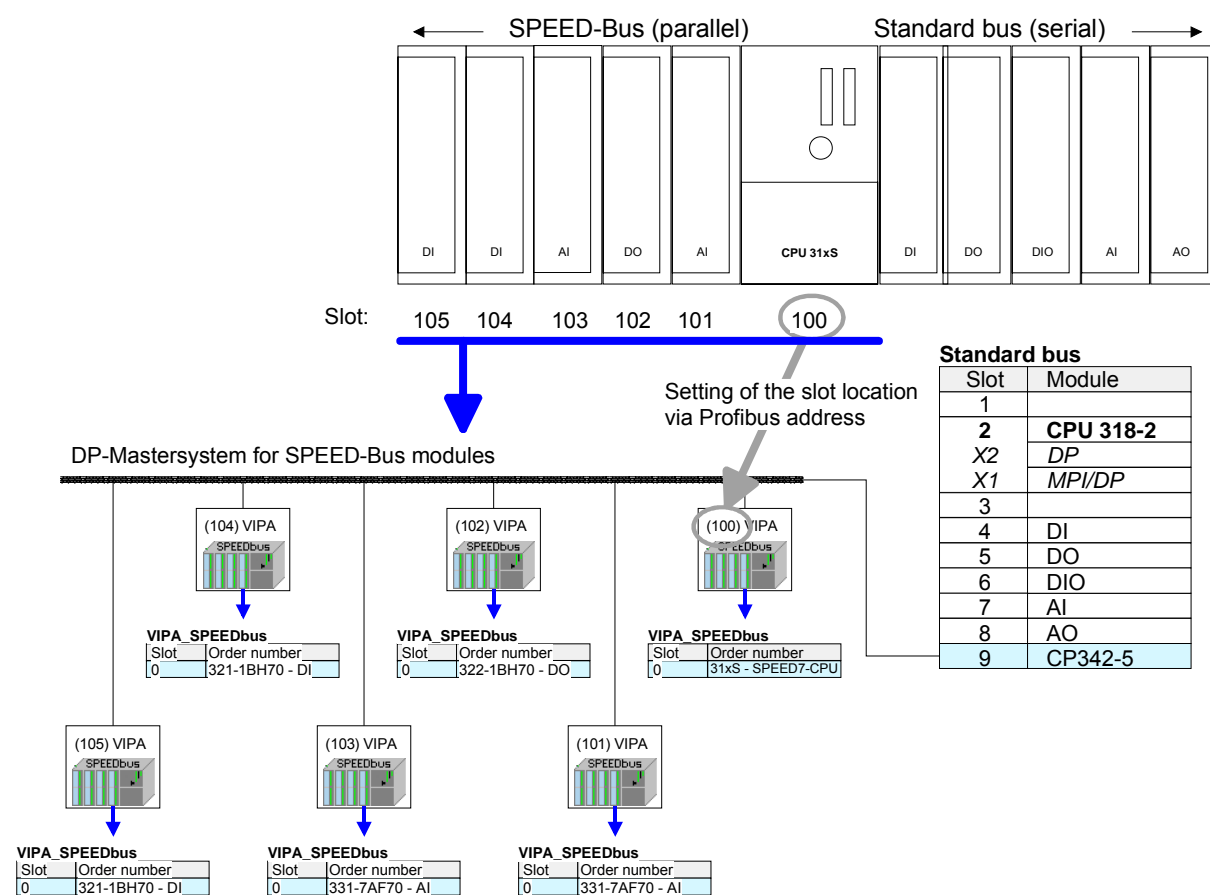 SPEED-Bus (parallel) Standard bus (serial)
DI DI AI DO AI CPU 31xS DI DO DIO AI AO
Slot: 105 104 103 102 101 100
Setting of the slot location
via Profibus address
Standard bus
Slot Module
1
2 CPU 318-2
X2 DP
X1 MPI/DP
3
4 DI
5 DO
6 DIO
7 AI
8 AO
9 CP342-5
DP-Mastersystem for SPEED-Bus modules
(104) VIPA
SPEEDbus
VIPA_SPEEDbus
Slot Order number
0 321-1BH70 - DI
(102) VIPA
SPEEDbus
VIPA_SPEEDbus
Slot Order number
0 322-1BH70 - DO
(100) VIPA
SPEEDbus
VIPA_SPEEDbus
Slot Order number
0 31xS - SPEED7-CPU
(105) VIPA
SPEEDbus
VIPA_SPEEDbus
Slot Order number
0 321-1BH70 - DI
(103) VIPA
SPEEDbus
VIPA_SPEEDbus
Slot Order number
0 331-7AF70 - AI
(101) VIPA
SPEEDbus
VIPA_SPEEDbus
Slot Order number
0 331-7AF70 - AI